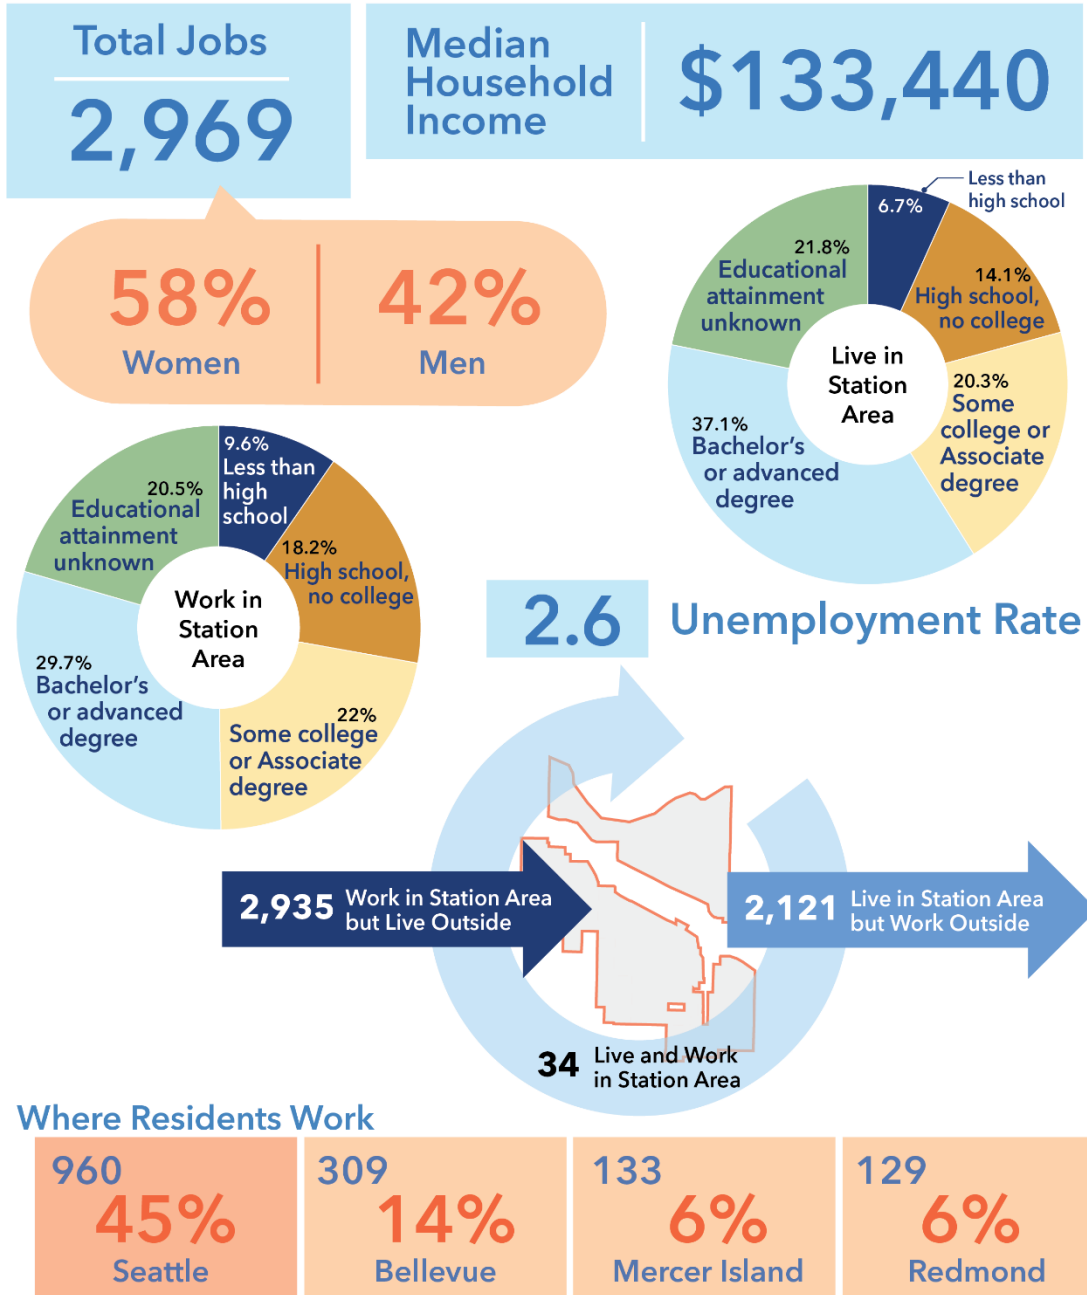 Total Jobs
2,969
Median
Household
Income
$133,440
58%
Women
42%
Men
Less than
high school
6.7%
14.1%
High school,
no college
20.3%
Some
college or
Associate
degree
37.1%
Bachelor's
or advanced
degree
21.8%
Educational
attainment
unknown
Live in
Station
Area
9.6%
Less than
high
school
18.2%
High school,
no college
22%
Some college
or Associate
degree
29.7%
Bachelor's
or advanced
degree
20.5%
Educational
attainment
unknown
Work in
Station
Area
2.6
Unemployment Rate
2,935
Work in Station Area
but Live Outside
2,121
Live in Station Area
but Work Outside
34
Live and Work
in Station Area
Where Residents Work
960
45%
Seattle
309
14%
Bellevue
133
6%
Mercer Island
129
6%
Redmond